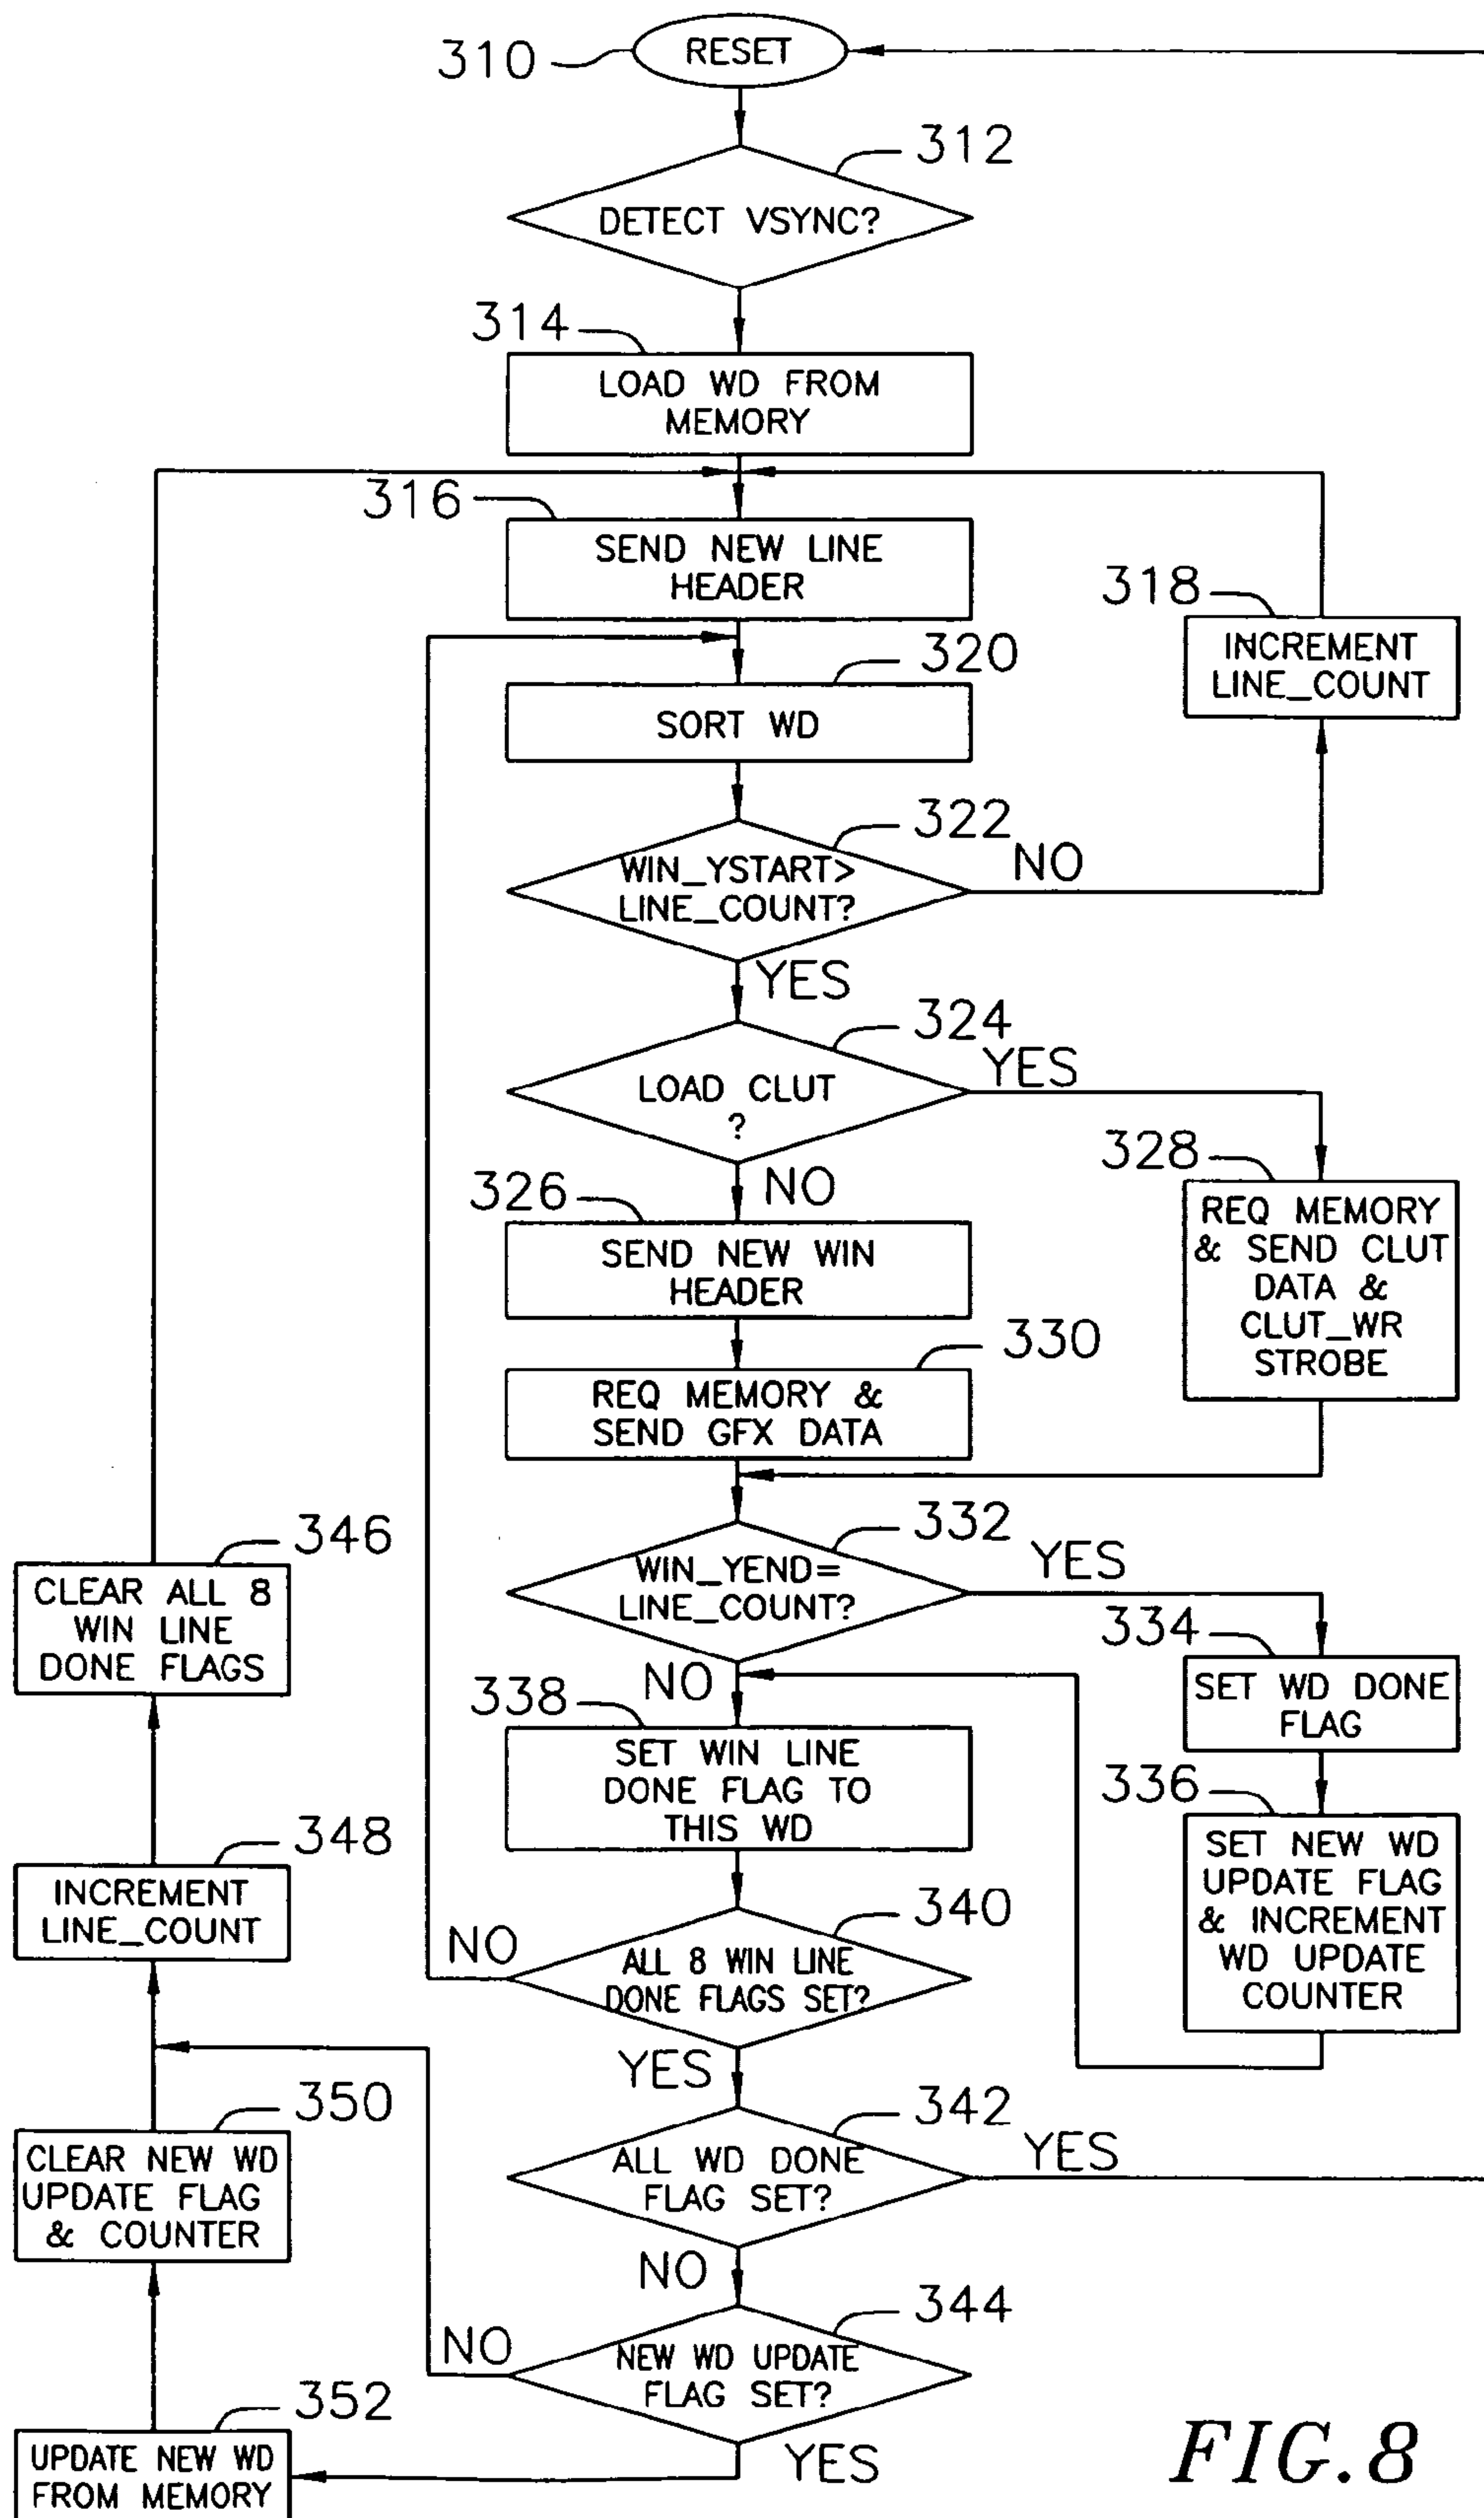 310
RESET
312
DETECT VSYNC?
314
LOAD WD FROM
MEMORY
316
SEND NEW LINE
HEADER
318
INCREMENT
LINE_COUNT
320
SORT WD
322
WIN_YSTART>
LINE_COUNT?
NO
YES
324
LOAD CLUT
?
YES
NO
326
SEND NEW WIN
HEADER
328
REQ MEMORY
& SEND CLUT
DATA &
CLUT_WR
STROBE
330
REQ MEMORY &
SEND GFX DATA
332
WIN_YEND=
LINE_COUNT?
YES
NO
334
SET WD DONE
FLAG
336
SET NEW WD
UPDATE FLAG
& INCREMENT
WD UPDATE
COUNTER
338
SET WIN LINE
DONE FLAG TO
THIS WD
340
ALL 8 WIN LINE
DONE FLAGS SET?
NO
YES
342
ALL WD DONE
FLAG SET?
YES
NO
344
NEW WD UPDATE
FLAG SET?
NO
YES
346
CLEAR ALL 8
WIN LINE
DONE FLAGS
348
INCREMENT
LINE_COUNT
350
CLEAR NEW WD
UPDATE FLAG
& COUNTER
352
UPDATE NEW WD
FROM MEMORY
FIG.8